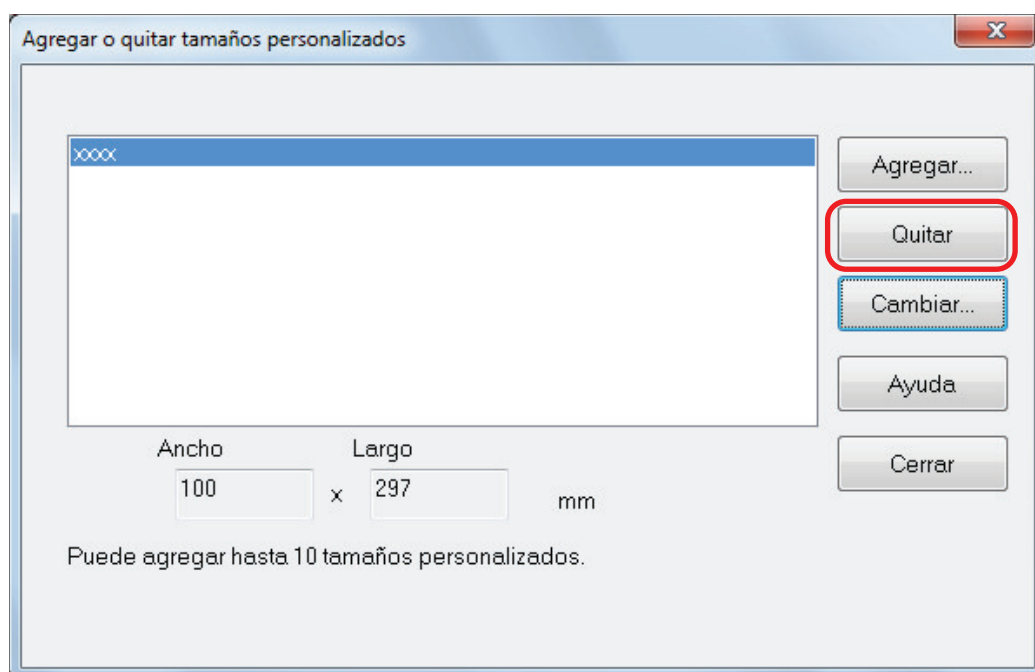 Agregar o quitar tamaños personalizados
xxxx
Agregar...
Quitar
Cambiar...
Ayuda
Cerrar
Ancho Largo
100 x 297 mm
Puede agregar hasta 10 tamaños personalizados.